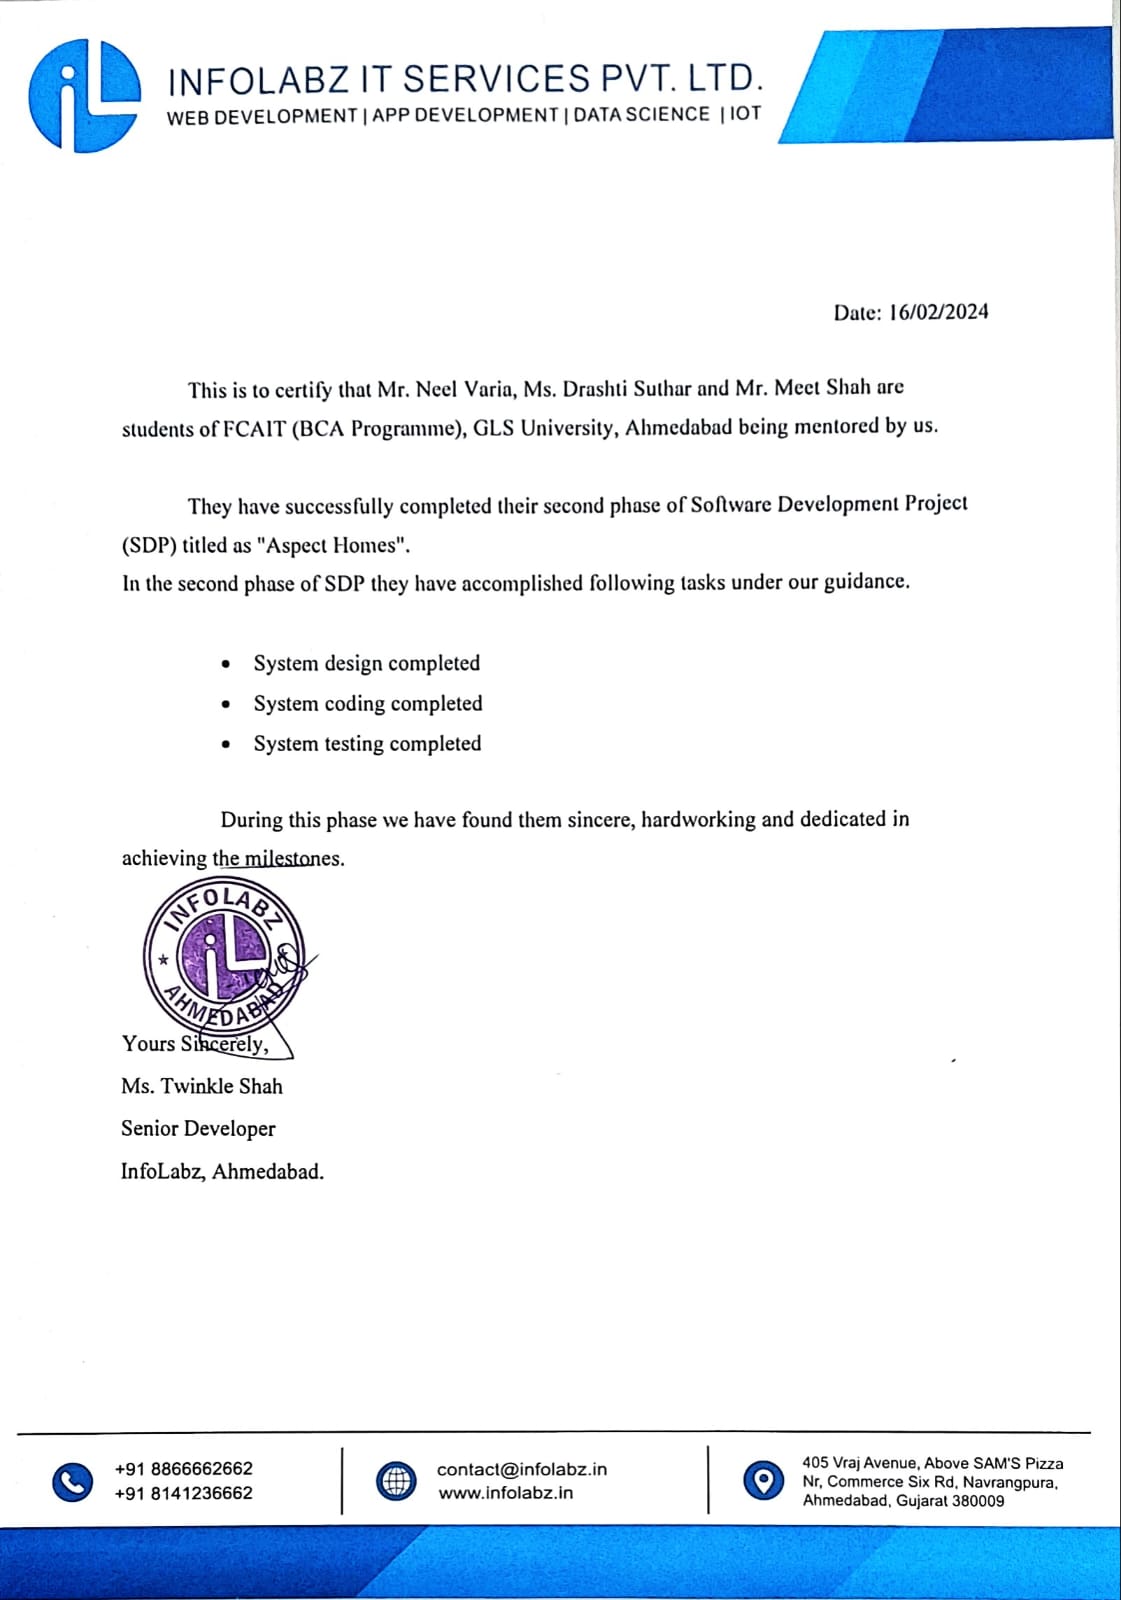 iL
INFOLABZ IT SERVICES PVT. LTD.
WEB DEVELOPMENT | APP DEVELOPMENT | DATA SCIENCE | IOT
Date: 16/02/2024
This is to certify that Mr. Neel Varia, Ms. Drashti Suthar and Mr. Meet Shah are
students of FCAIT (BCA Programme), GLS University, Ahmedabad being mentored by us.
They have successfully completed their second phase of Software Development Project
(SDP) titled as "Aspect Homes".
In the second phase of SDP they have accomplished following tasks under our guidance.
• System design completed
• System coding completed
• System testing completed
During this phase we have found them sincere, hardworking and dedicated in
achieving the milestones.
INFOLABZ
iL
★
AHMEDABAD
Yours Sincerely,
Ms. Twinkle Shah
Senior Developer
InfoLabz, Ahmedabad.
+91 8866662662
+91 8141236662
contact@infolabz.in
www.infolabz.in
405 Vraj Avenue, Above SAM'S Pizza
Nr, Commerce Six Rd, Navrangpura,
Ahmedabad, Gujarat 380009